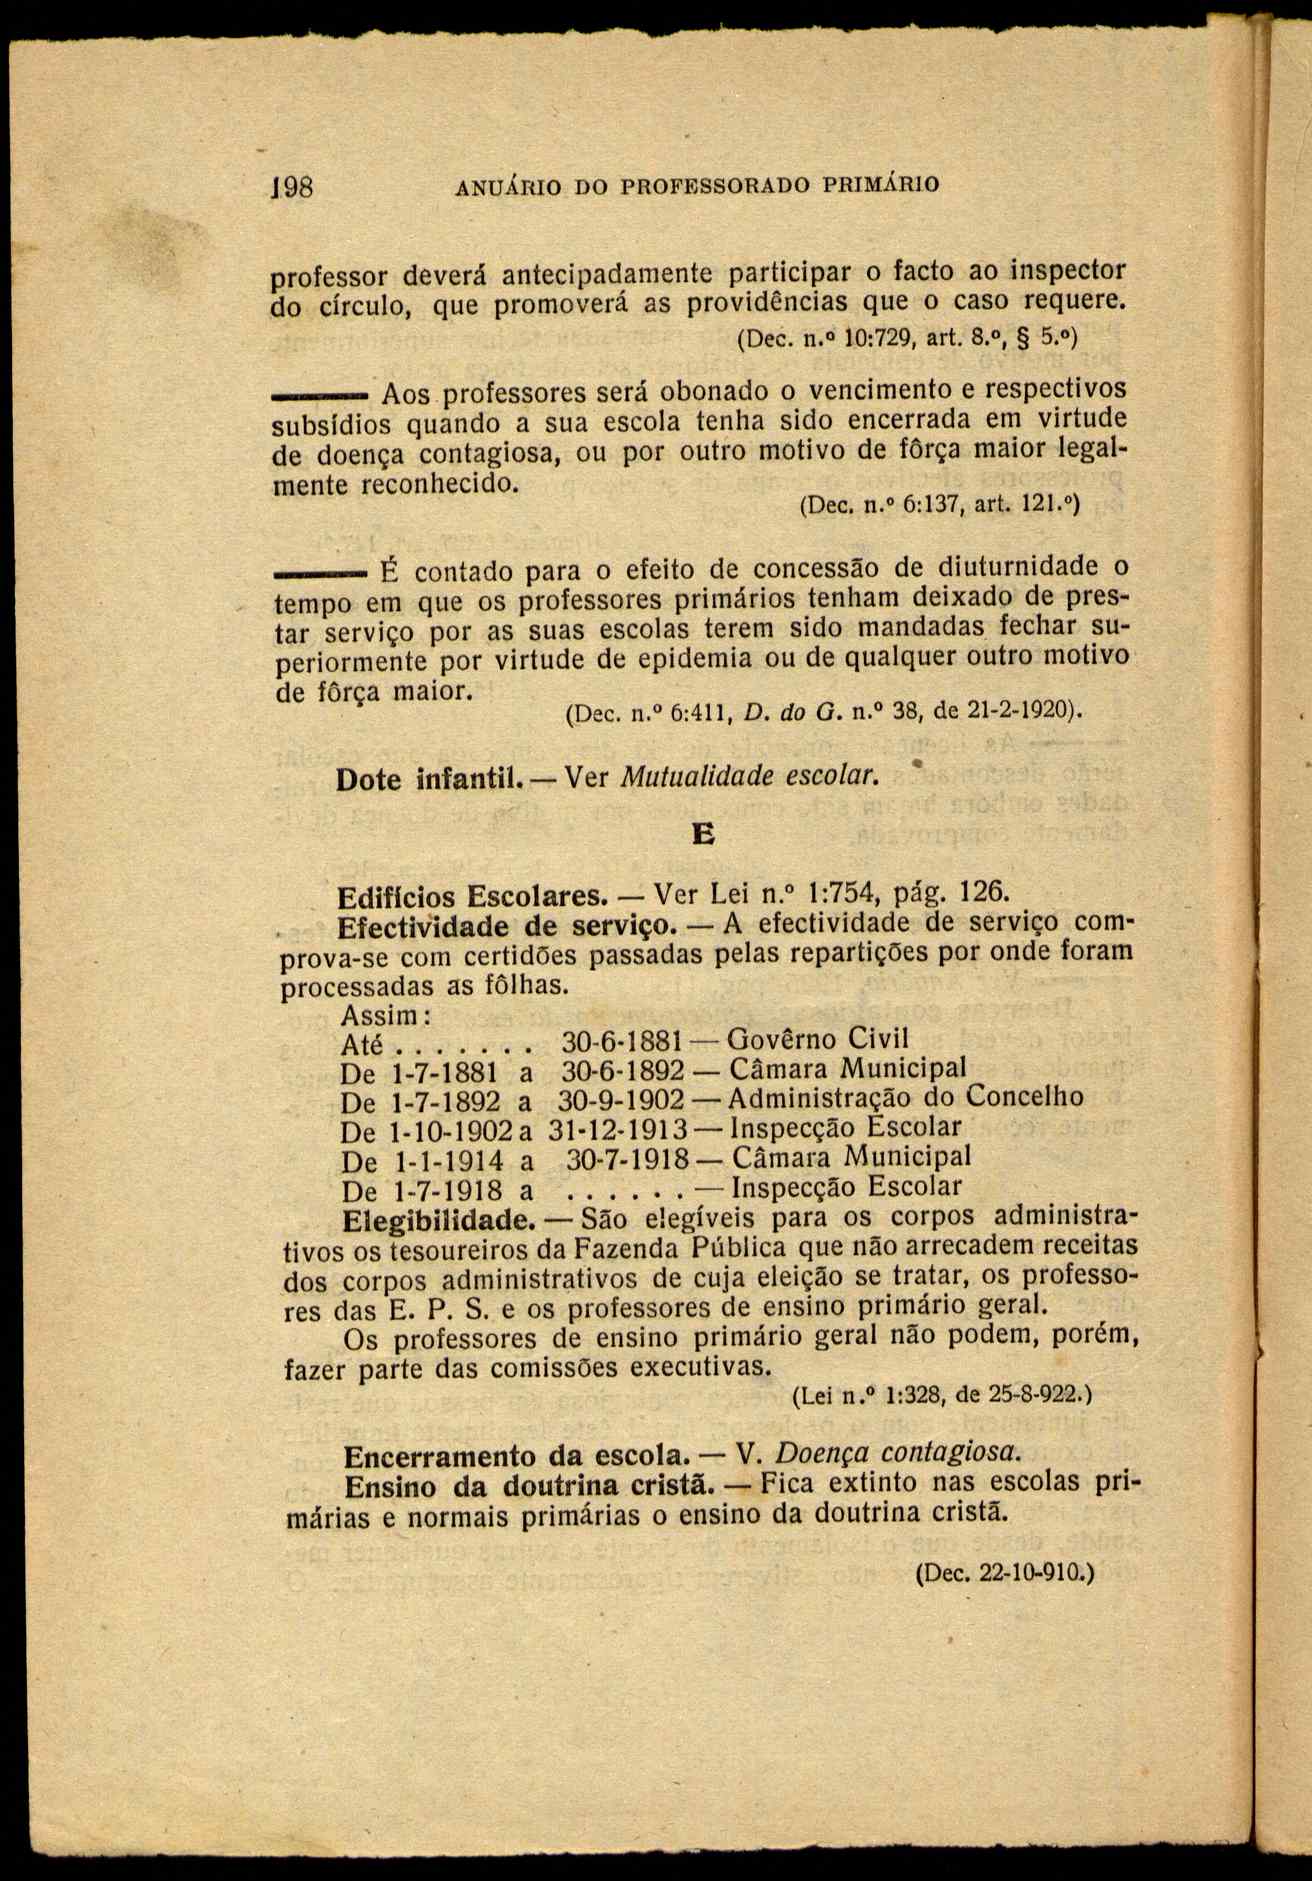 198 ANUÁRIO DO PROFESSORADO PRIMÁRIO
professor deverá antecipadamente participar o facto ao inspector
do círculo, que promoverá as providências que o caso requere.
(Dec. n.º 10:729, art. 8.º, § 5.º)
——— Aos professores será obonado o vencimento e respectivos
subsídios quando a sua escola tenha sido encerrada em virtude
de doença contagiosa, ou por outro motivo de fôrça maior legal-
mente reconhecido.
(Dec. n.º 6:137, art. 121.º)
——— É contado para o efeito de concessão de diuturnidade o
tempo em que os professores primários tenham deixado de pres-
tar serviço por as suas escolas terem sido mandadas fechar su-
periormente por virtude de epidemia ou de qualquer outro motivo
de fôrça maior.
(Dec. n.º 6:411, D. do G. n.º 38, de 21-2-1920).
Dote infantil. — Ver Mutualidade escolar.
E
Edifícios Escolares. — Ver Lei n.º 1:754, pág. 126.
Efectividade de serviço. — A efectividade de serviço com-
prova-se com certidões passadas pelas repartições por onde foram
processadas as fôlhas.
Assim:
Até . . . . . . . 30-6-1881 — Govêrno Civil
De 1-7-1881 a 30-6-1892 — Câmara Municipal
De 1-7-1892 a 30-9-1902 — Administração do Concelho
De 1-10-1902 a 31-12-1913 — Inspecção Escolar
De 1-1-1914 a 30-7-1918 — Câmara Municipal
De 1-7-1918 a . . . . . . — Inspecção Escolar
Elegibilidade. — São elegíveis para os corpos administra-
tivos os tesoureiros da Fazenda Pública que não arrecadem receitas
dos corpos administrativos de cuja eleição se tratar, os professo-
res das E. P. S. e os professores de ensino primário geral.
Os professores de ensino primário geral não podem, porém,
fazer parte das comissões executivas.
(Lei n.º 1:328, de 25-8-922.)
Encerramento da escola. — V. Doença contagiosa.
Ensino da doutrina cristã. — Fica extinto nas escolas pri-
márias e normais primárias o ensino da doutrina cristã.
(Dec. 22-10-910.)